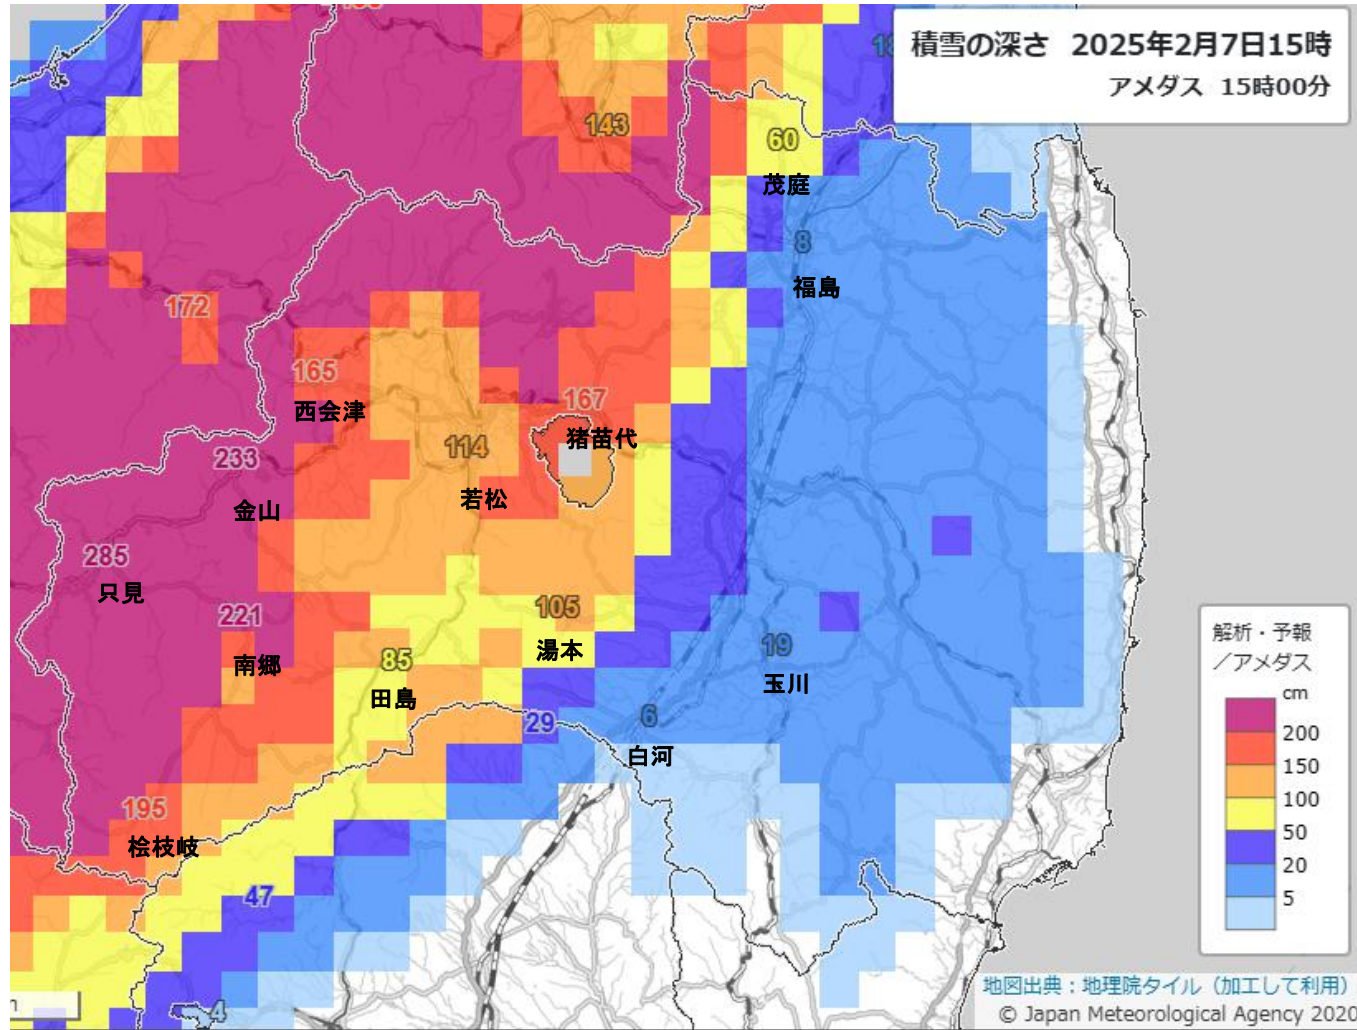 積雪の深さ 2025年2月7日15時
アメダス 15時00分
143
60
茂庭
8
福島
172
165
西会津
167
猪苗代
114
若松
233
金山
285
只見
221
南郷
105
湯本
85
田島
19
玉川
29
6
白河
195
桧枝岐
47
4
解析・予報
／アメダス
cm
200
150
100
50
20
5
地図出典：地理院タイル（加工して利用）
© Japan Meteorological Agency 2020